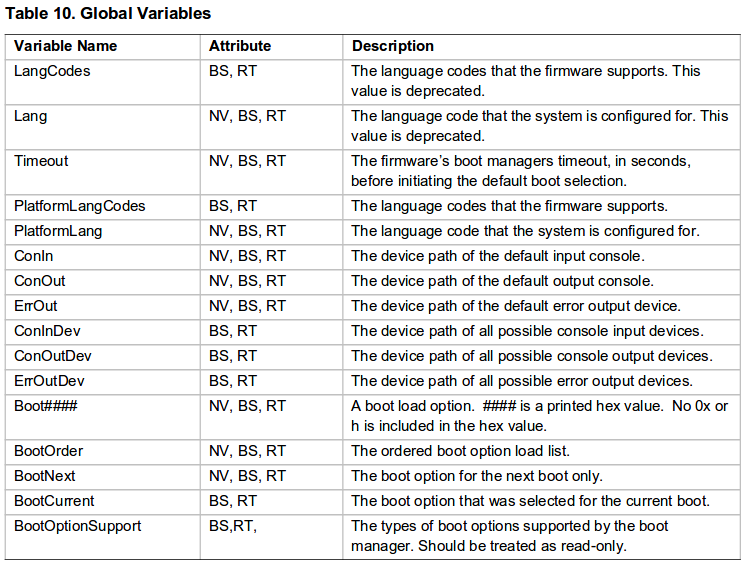 Table 10. Global Variables
Variable Name Attribute Description
LangCodes BS, RT The language codes that the firmware supports. This
value is deprecated.
Lang NV, BS, RT The language code that the system is configured for. This
value is deprecated.
Timeout NV, BS, RT The firmware’s boot managers timeout, in seconds,
before initiating the default boot selection.
PlatformLangCodes BS, RT The language codes that the firmware supports.
PlatformLang NV, BS, RT The language code that the system is configured for.
ConIn NV, BS, RT The device path of the default input console.
ConOut NV, BS, RT The device path of the default output console.
ErrOut NV, BS, RT The device path of the default error output device.
ConInDev BS, RT The device path of all possible console input devices.
ConOutDev BS, RT The device path of all possible console output devices.
ErrOutDev BS, RT The device path of all possible error output devices.
Boot#### NV, BS, RT A boot load option. #### is a printed hex value. No 0x or
h is included in the hex value.
BootOrder NV, BS, RT The ordered boot option load list.
BootNext NV, BS, RT The boot option for the next boot only.
BootCurrent BS, RT The boot option that was selected for the current boot.
BootOptionSupport BS,RT, The types of boot options supported by the boot
manager. Should be treated as read-only.